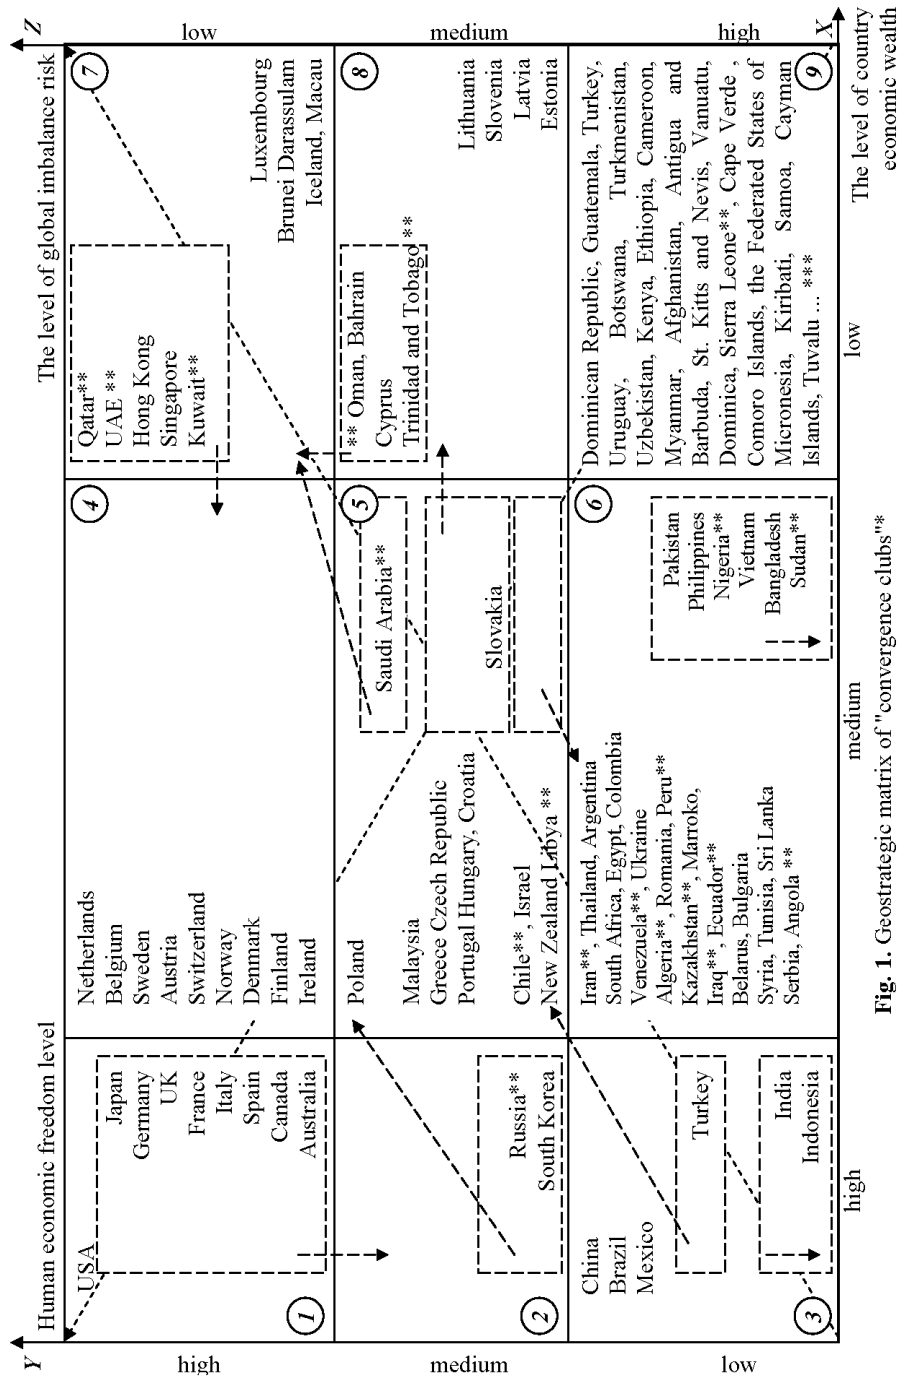 Y
Human economic freedom level
The level of global imbalance risk
Z
high
medium
low
low
medium
high
1
USA
Japan
Germany
UK
France
Italy
Spain
Canada
Australia
4
Netherlands
Belgium
Sweden
Austria
Switzerland
Norway
Denmark
Finland
Ireland
7
Qatar**
UAE **
Hong Kong
Singapore
Kuwait**
Luxembourg
Brunei Darassulam
Iceland, Macau
2
Russia**
South Korea
5
Poland
Malaysia
Greece Czech Republic
Portugal Hungary, Croatia
Chile**, Israel
New Zealand Libya **
Saudi Arabia**
Slovakia
8
** Oman, Bahrain
Cyprus
Trinidad and Tobago **
Lithuania
Slovenia
Latvia
Estonia
3
China
Brazil
Mexico
Turkey
India
Indonesia
6
Iran**, Thailand, Argentina
South Africa, Egypt, Colombia
Venezuela**, Ukraine
Algeria**, Romania, Peru**
Kazakhstan**, Marroko,
Iraq**, Ecuador**
Belarus, Bulgaria
Syria, Tunisia, Sri Lanka
Serbia, Angola **
Pakistan
Philippines
Nigeria**
Vietnam
Bangladesh
Sudan**
9
Dominican Republic, Guatemala, Turkey,
Uruguay, Botswana, Turkmenistan,
Uzbekistan, Kenya, Ethiopia, Cameroon,
Myanmar, Afghanistan, Antigua and
Barbuda, St. Kitts and Nevis, Vanuatu,
Dominica, Sierra Leone**, Cape Verde ,
Comoro Islands, the Federated States of
Micronesia, Kiribati, Samoa, Cayman
Islands, Tuvalu ... ***
X
high
medium
low
The level of country
economic wealth
Fig. 1. Geostrategic matrix of "convergence clubs"*